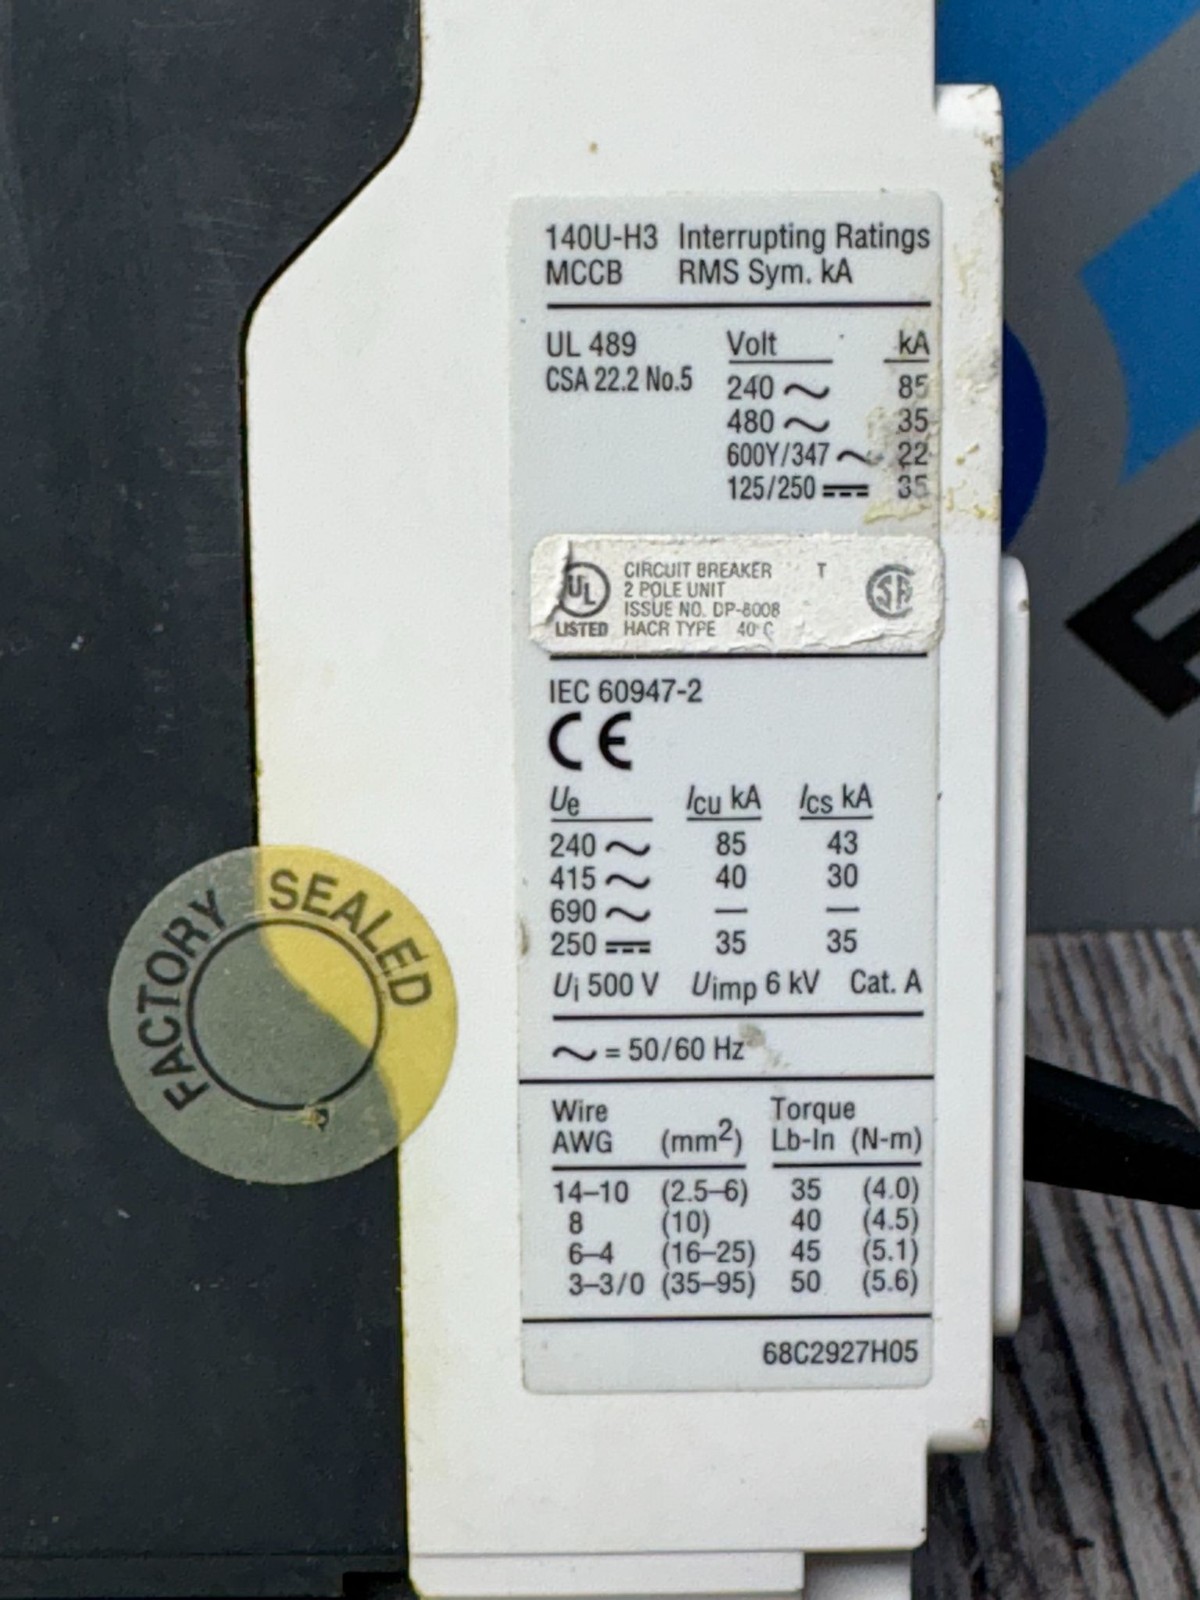 140U-H3 Interrupting Ratings
MCCB RMS Sym. kA
UL 489 Volt kA
CSA 22.2 No.5 240 ~ 85
480 ~ 35
600Y/347 ~ 22
125/250 ⎓ 35
UL CIRCUIT BREAKER T
2 POLE UNIT
ISSUE NO. DP-8008
LISTED HACR TYPE 40°C
SA
IEC 60947-2
CE
Ue Icu kA Ics kA
240 ~ 85 43
415 ~ 40 30
690 ~ — —
250 ⎓ 35 35
Ui 500 V Uimp 6 kV Cat. A
~ = 50/60 Hz
Wire Torque
AWG (mm²) Lb-In (N-m)
14–10 (2.5–6) 35 (4.0)
8 (10) 40 (4.5)
6–4 (16–25) 45 (5.1)
3–3/0 (35–95) 50 (5.6)
68C2927H05
FACTORY SEALED